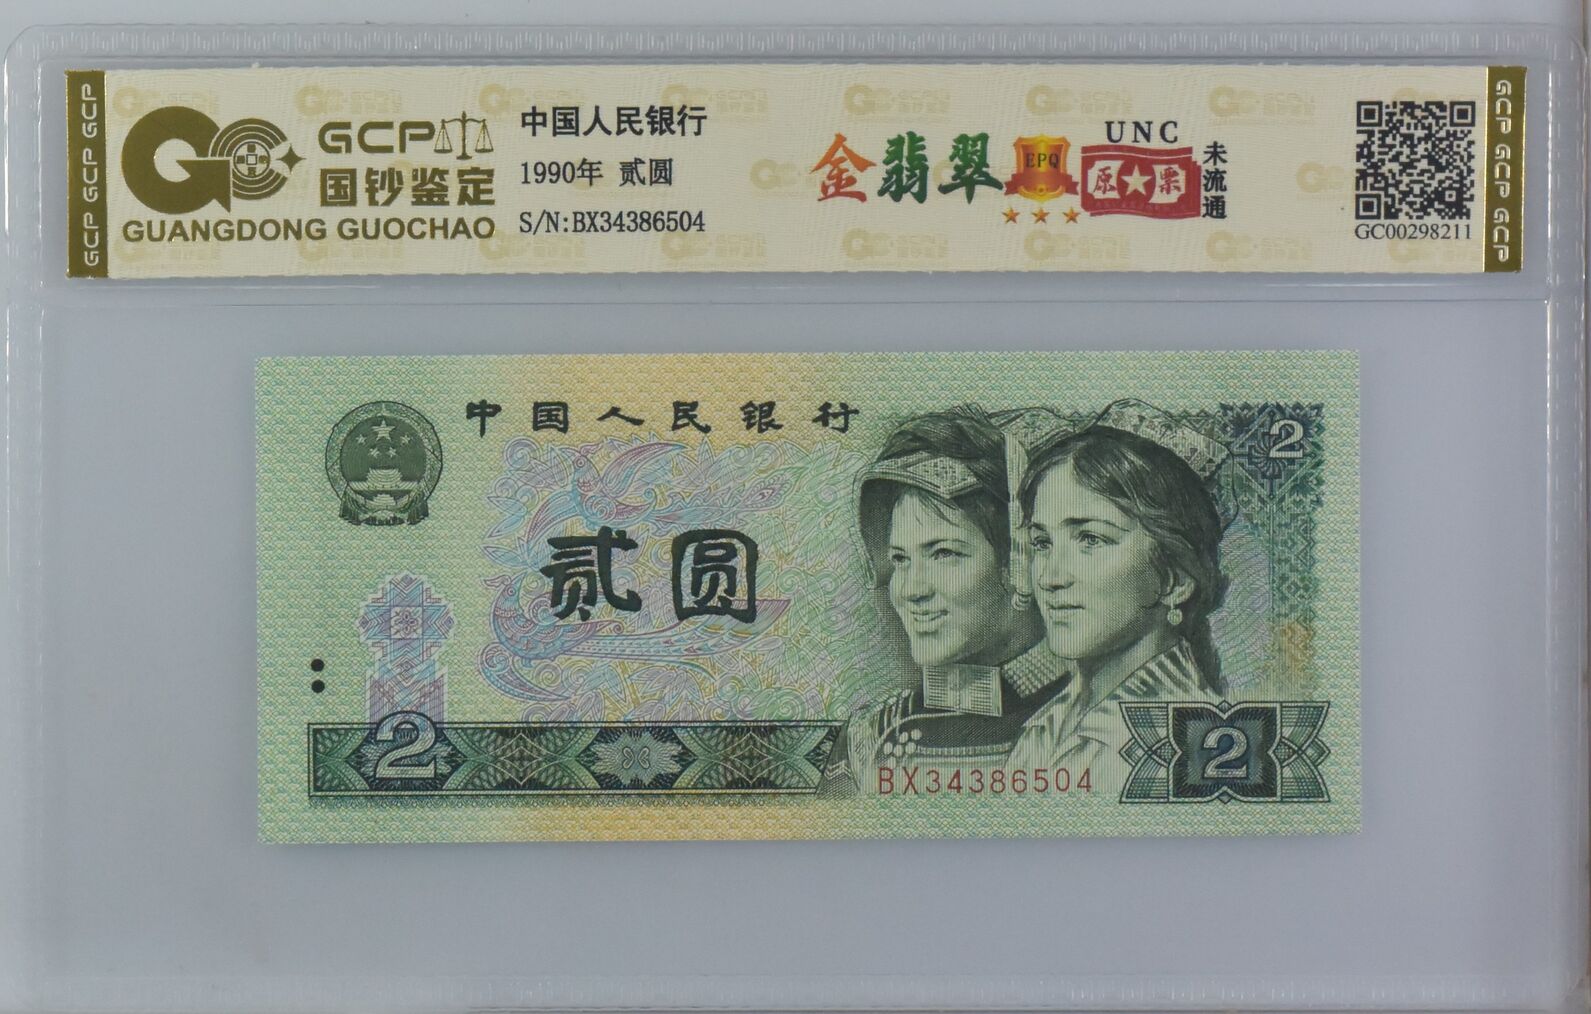 GCP GCP GCP
GCP
国钞鉴定
GUANGDONG GUOCHAO
中国人民银行
1990年 贰圆
S/N:BX34386504
金翡翠
EPQ
UNC
原票
未流通
GC00298211
GCP GCP GCP
中国人民银行
2
贰圆
2
2
BX34386504